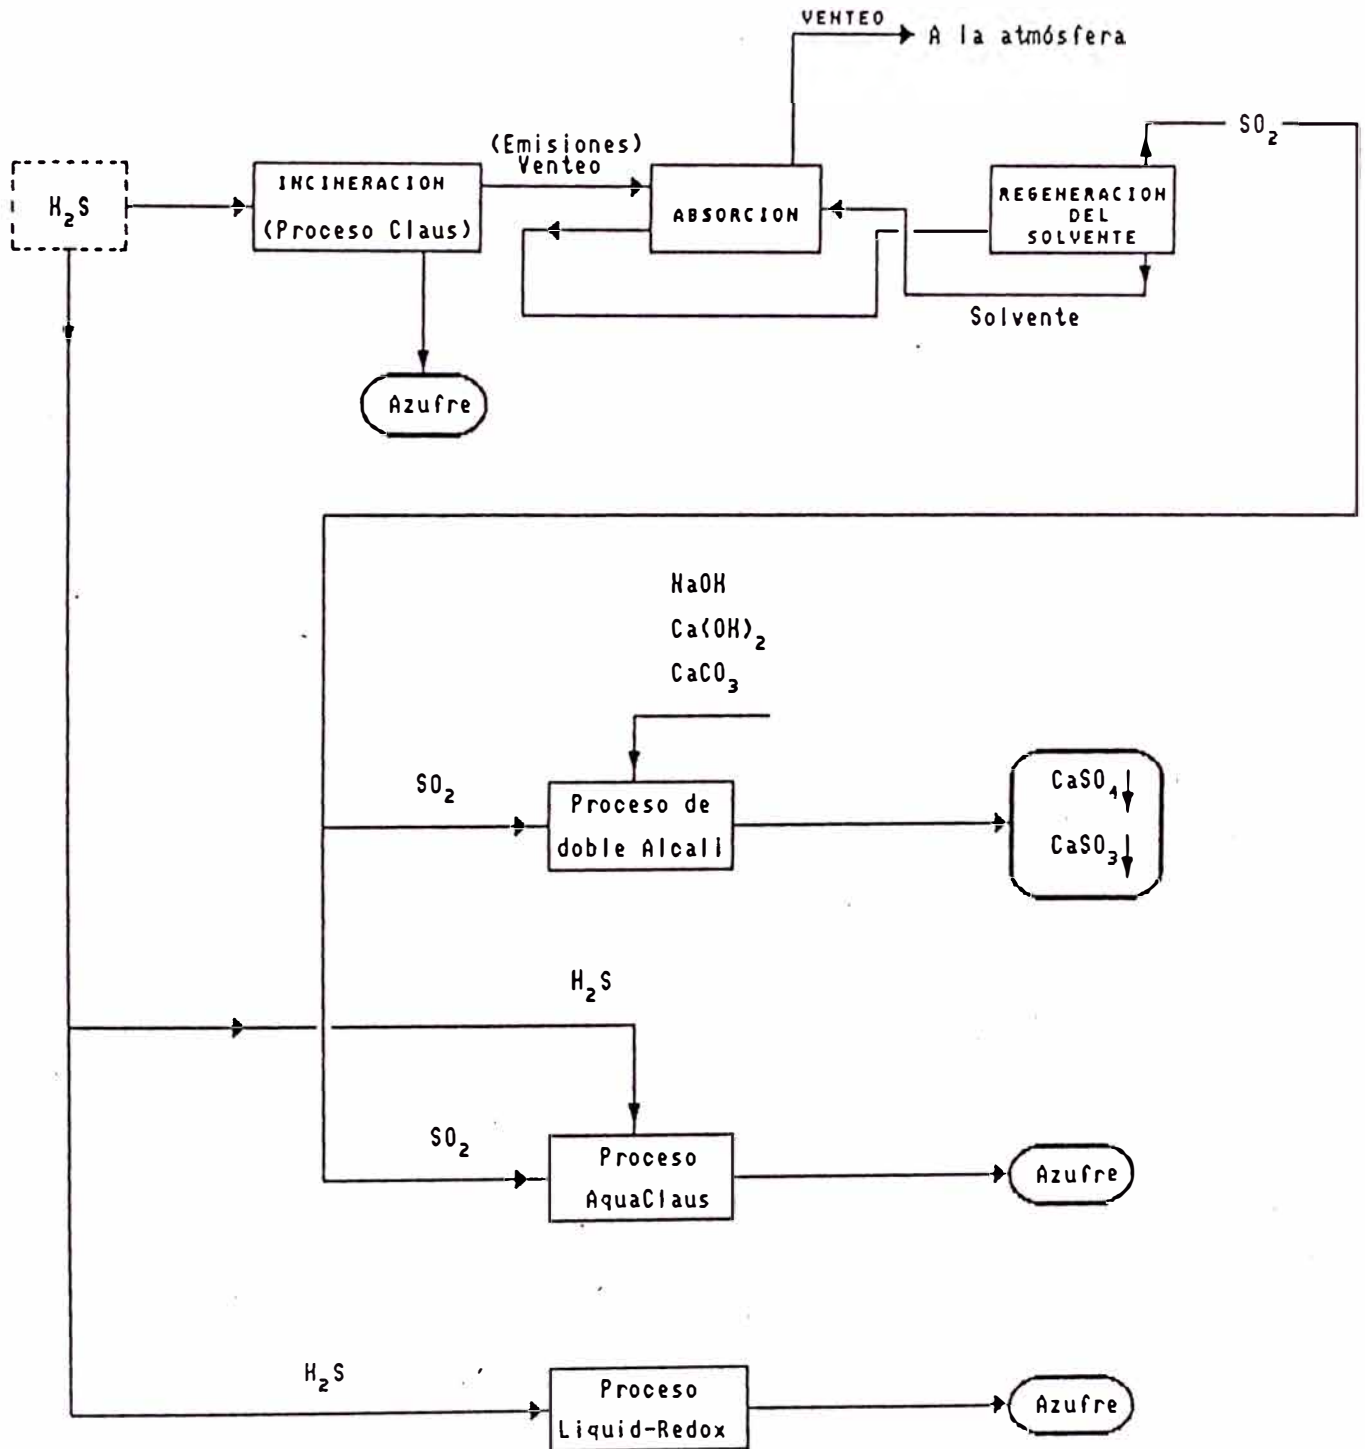 VENTEO
A la atmósfera
SO₂
(Emisiones)
Venteo
H₂S
INCINERACION
(Proceso Claus)
ABSORCION
REGENERACION
DEL
SOLVENTE
Solvente
Azufre
NaOH
Ca(OH)₂
CaCO₃
SO₂
Proceso de
doble Alcali
CaSO₄↓
CaSO₃↓
H₂S
SO₂
Proceso
AquaClaus
Azufre
H₂S
Proceso
Liquid-Redox
Azufre